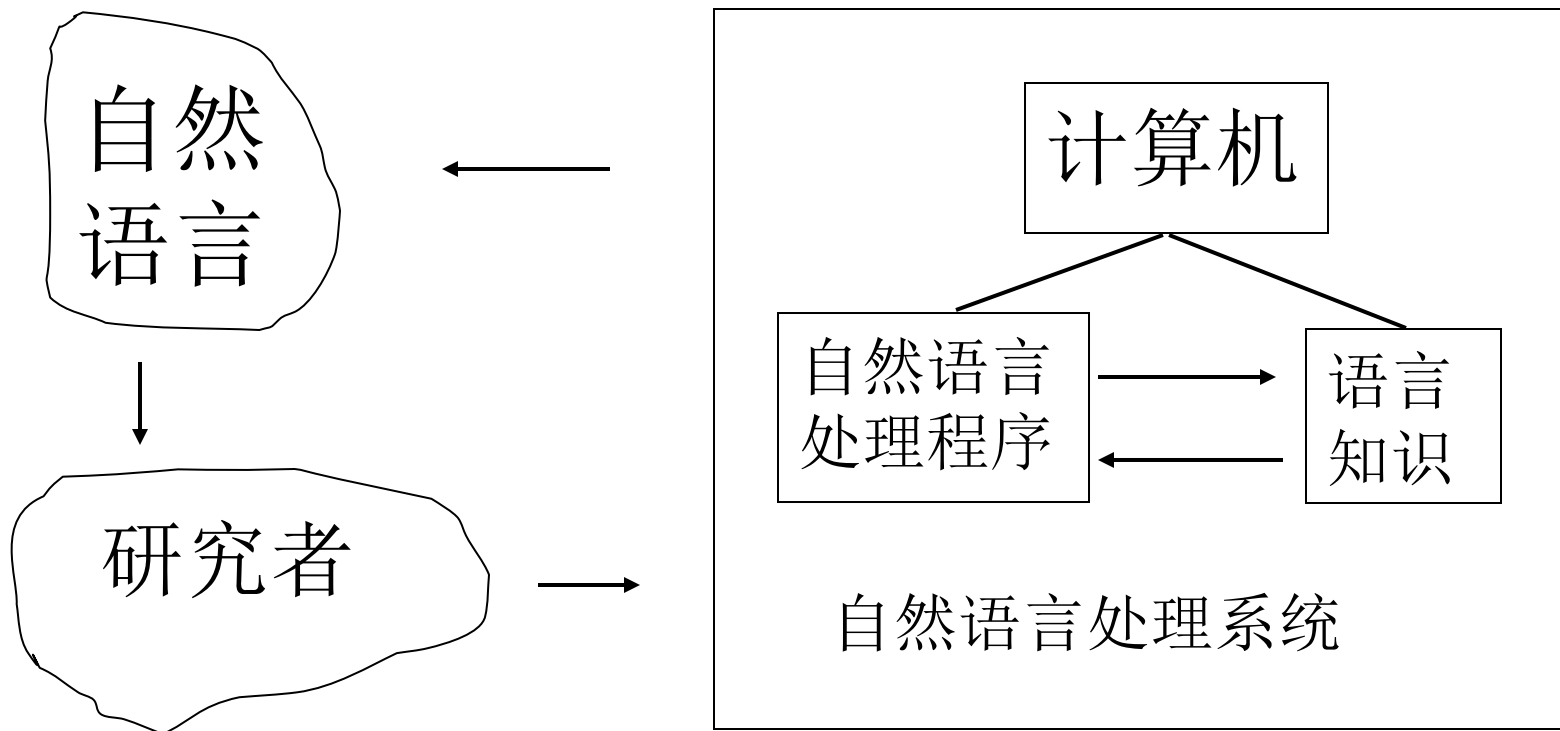 自然
语言
研究者
计算机
自然语言
处理程序
语言
知识
自然语言处理系统